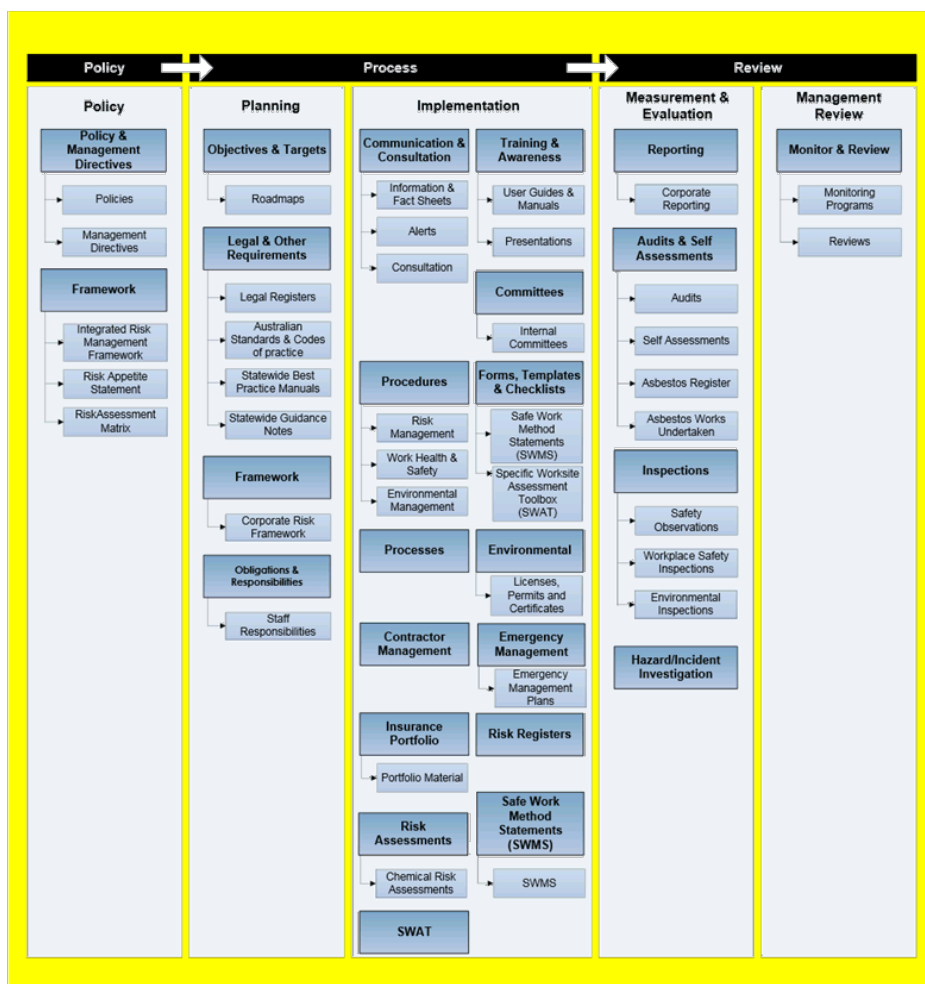 Policy
Process
Review
Policy
Policy &
Management
Directives
Policies
Management
Directives
Framework
Integrated Risk
Management
Framework
Risk Appetite
Statement
RiskAssessment
Matrix
Planning
Objectives & Targets
Roadmaps
Legal & Other
Requirements
Legal Registers
Australian
Standards & Codes
of practice
Statewide Best
Practice Manuals
Statewide Guidance
Notes
Framework
Corporate Risk
Framework
Obligations &
Responsibilities
Staff
Responsibilities
Implementation
Communication &
Consultation
Information &
Fact Sheets
Alerts
Consultation
Training &
Awareness
User Guides &
Manuals
Presentations
Committees
Internal
Committees
Procedures
Risk
Management
Work Health &
Safety
Environmental
Management
Forms, Templates
& Checklists
Safe Work
Method
Statements
(SWMS)
Specific Worksite
Assessment
Toolbox
(SWAT)
Processes
Environmental
Licenses,
Permits and
Certificates
Contractor
Management
Emergency
Management
Emergency
Management
Plans
Insurance
Portfolio
Portfolio Material
Risk Registers
Risk
Assessments
Chemical Risk
Assessments
Safe Work
Method
Statements
(SWMS)
SWMS
SWAT
Measurement &
Evaluation
Reporting
Corporate
Reporting
Audits & Self
Assessments
Audits
Self Assessments
Asbestos Register
Asbestos Works
Undertaken
Inspections
Safety
Observations
Workplace Safety
Inspections
Environmental
Inspections
Hazard/Incident
Investigation
Management
Review
Monitor & Review
Monitoring
Programs
Reviews